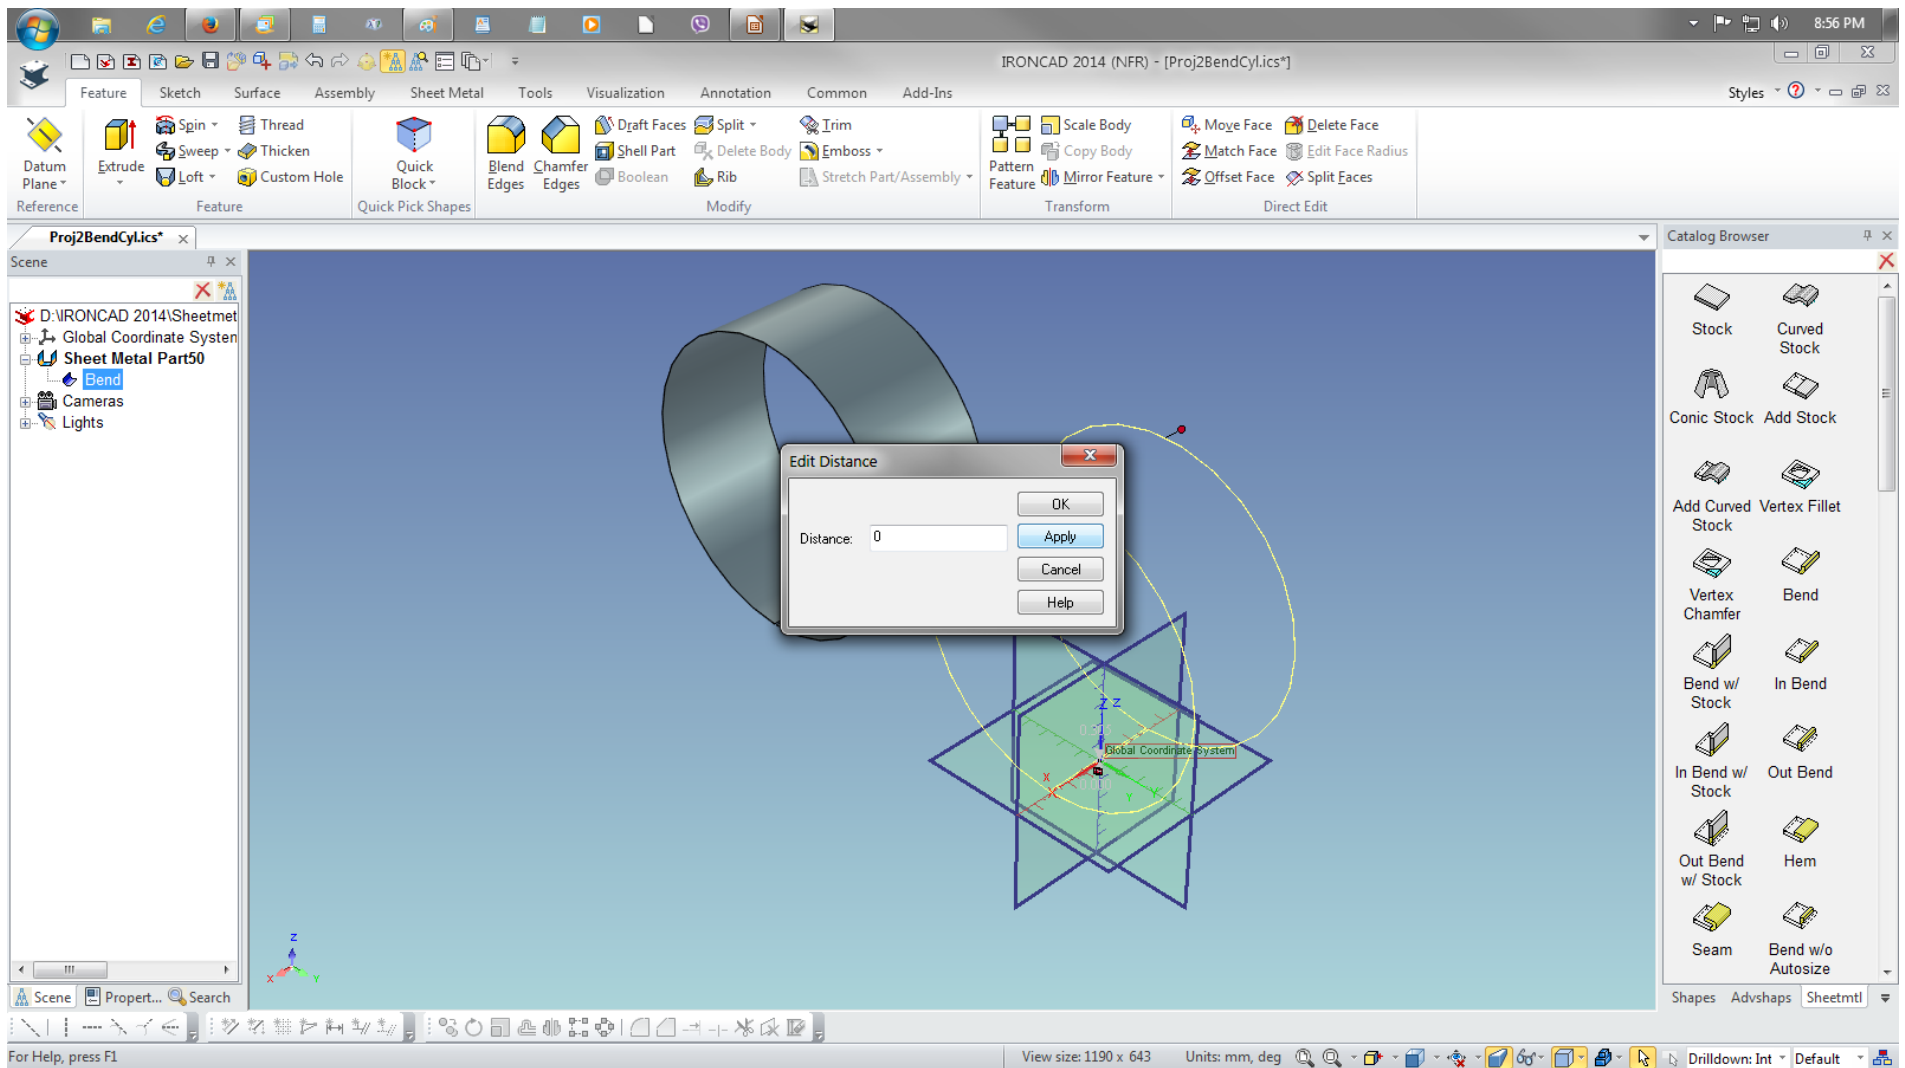 8:56 PM
IRONCAD 2014 (NFR) - [Proj2BendCyl.ics*]
Feature Sketch Surface Assembly Sheet Metal Tools Visualization Annotation Common Add-Ins Styles
Datum Plane
Extrude
Spin
Sweep
Loft
Thread
Thicken
Custom Hole
Quick Block
Blend Edges
Chamfer Edges
Draft Faces
Shell Part
Boolean
Split
Delete Body
Rib
Trim
Emboss
Stretch Part/Assembly
Pattern Feature
Scale Body
Copy Body
Mirror Feature
Move Face
Match Face
Offset Face
Delete Face
Edit Face Radius
Split Faces
Reference Feature Quick Pick Shapes Modify Transform Direct Edit
Proj2BendCyl.ics*
Scene
D:\IRONCAD 2014\Sheetmet
Global Coordinate Systen
Sheet Metal Part50
Bend
Cameras
Lights
Scene Propert... Search
Edit Distance
Distance: 0
OK
Apply
Cancel
Help
Z Z
Global Coordinate System
X
X
Y Y
Z
X Y
Catalog Browser
Stock
Curved Stock
Conic Stock
Add Stock
Add Curved Stock
Vertex Fillet
Vertex Chamfer
Bend
Bend w/ Stock
In Bend
In Bend w/ Stock
Out Bend
Out Bend w/ Stock
Hem
Seam
Bend w/o Autosize
Shapes Advshaps Sheetmtl
For Help, press F1
View size: 1190 x 643 Units: mm, deg
Drilldown: Int Default